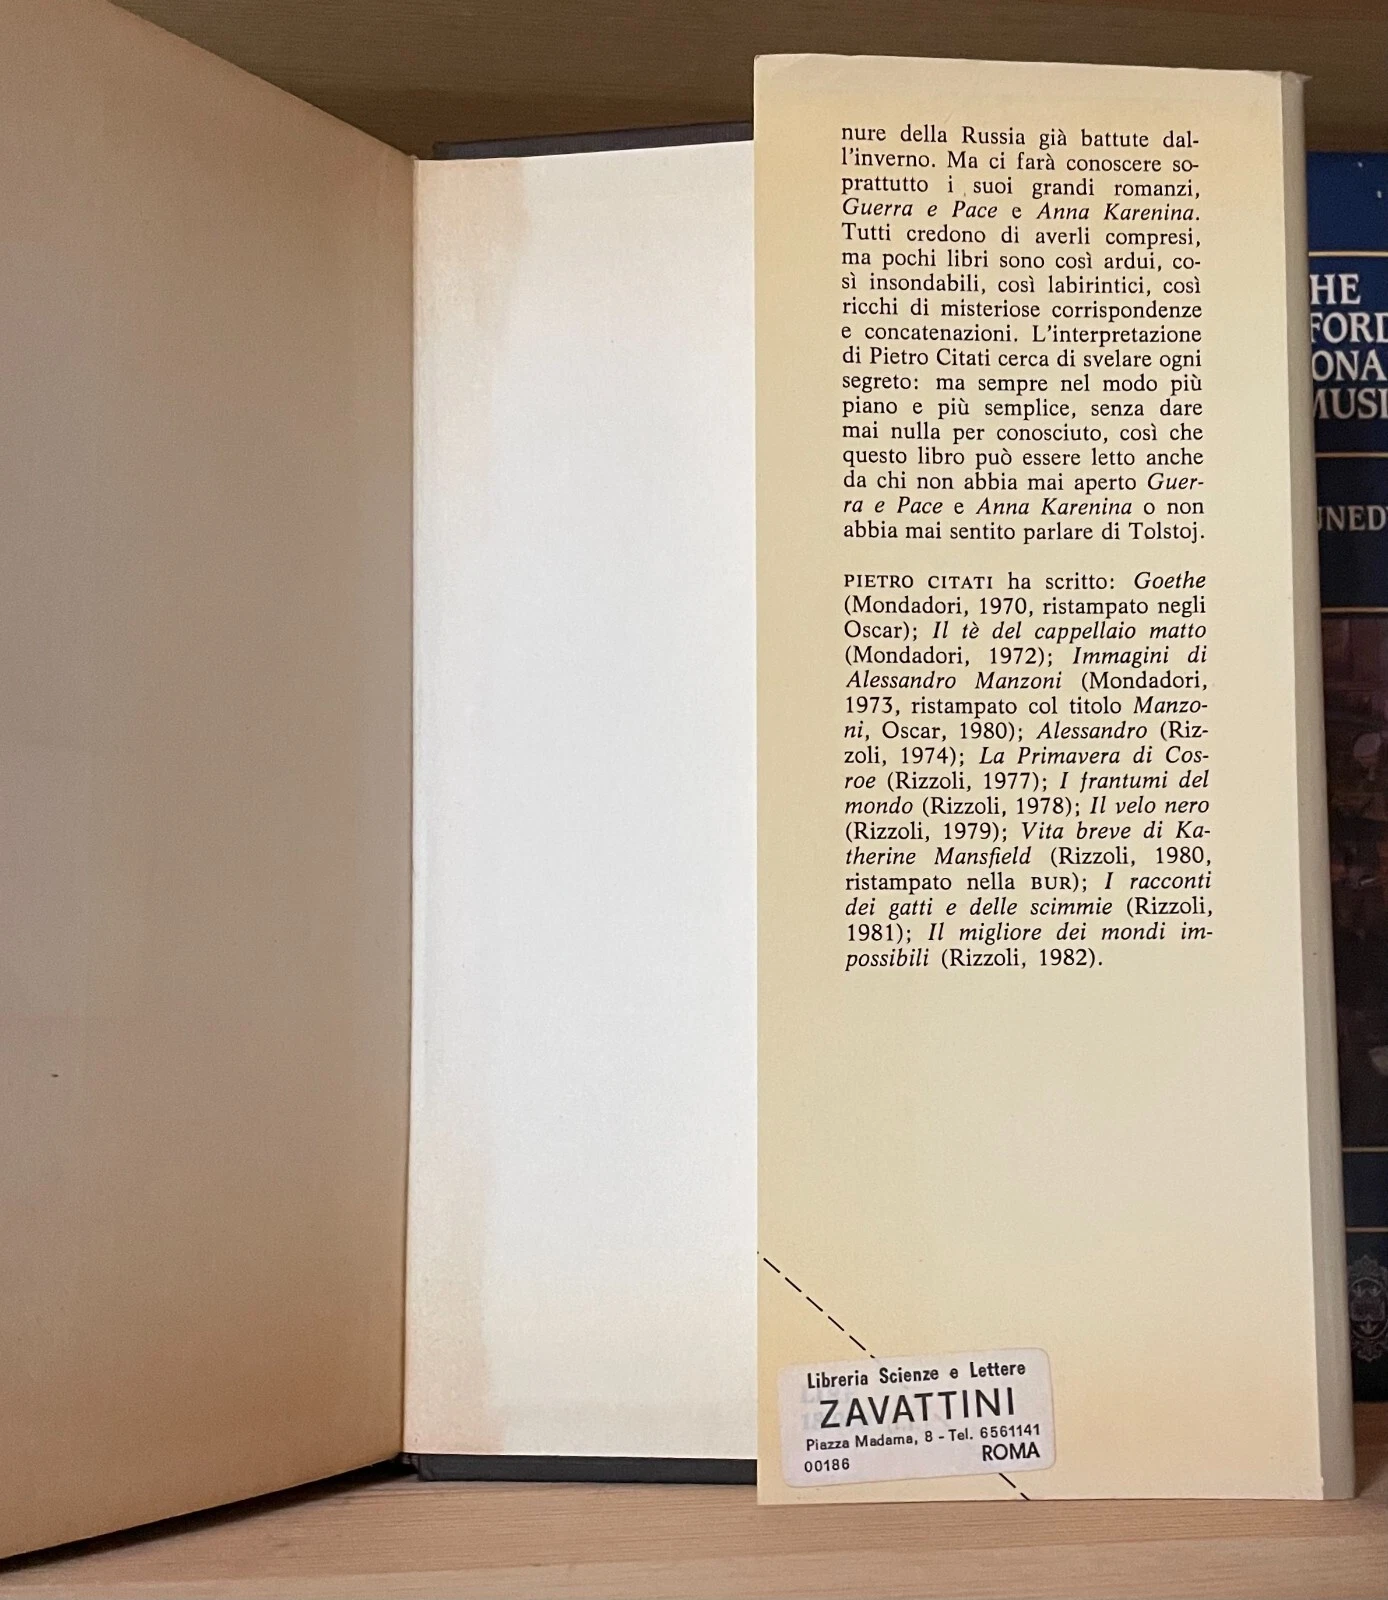 nure della Russia già battute dal-
l'inverno. Ma ci farà conoscere so-
prattutto i suoi grandi romanzi,
Guerra e Pace e Anna Karenina.
Tutti credono di averli compresi,
ma pochi libri sono così ardui, co-
sì insondabili, così labirintici, così
ricchi di misteriose corrispondenze
e concatenazioni. L'interpretazione
di Pietro Citati cerca di svelare ogni
segreto: ma sempre nel modo più
piano e più semplice, senza dare
mai nulla per conosciuto, così che
questo libro può essere letto anche
da chi non abbia mai aperto Guer-
ra e Pace e Anna Karenina o non
abbia mai sentito parlare di Tolstoj.
PIETRO CITATI ha scritto: Goethe
(Mondadori, 1970, ristampato negli
Oscar); Il tè del cappellaio matto
(Mondadori, 1972); Immagini di
Alessandro Manzoni (Mondadori,
1973, ristampato col titolo Manzo-
ni, Oscar, 1980); Alessandro (Riz-
zoli, 1974); La Primavera di Cos-
roe (Rizzoli, 1977); I frantumi del
mondo (Rizzoli, 1978); Il velo nero
(Rizzoli, 1979); Vita breve di Ka-
therine Mansfield (Rizzoli, 1980,
ristampato nella BUR); I racconti
dei gatti e delle scimmie (Rizzoli,
1981); Il migliore dei mondi im-
possibili (Rizzoli, 1982).
Libreria Scienze e Lettere
ZAVATTINI
Piazza Madama, 8 - Tel. 6561141
00186 ROMA
HE
FORD
ONA
MUSI
NED